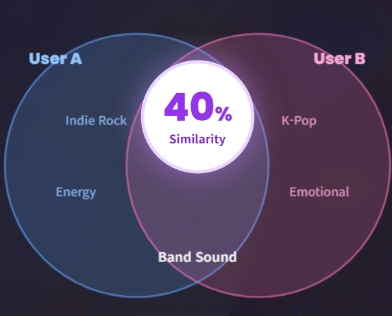 User A
User B
40%
Similarity
Indie Rock
K-Pop
Energy
Emotional
Band Sound